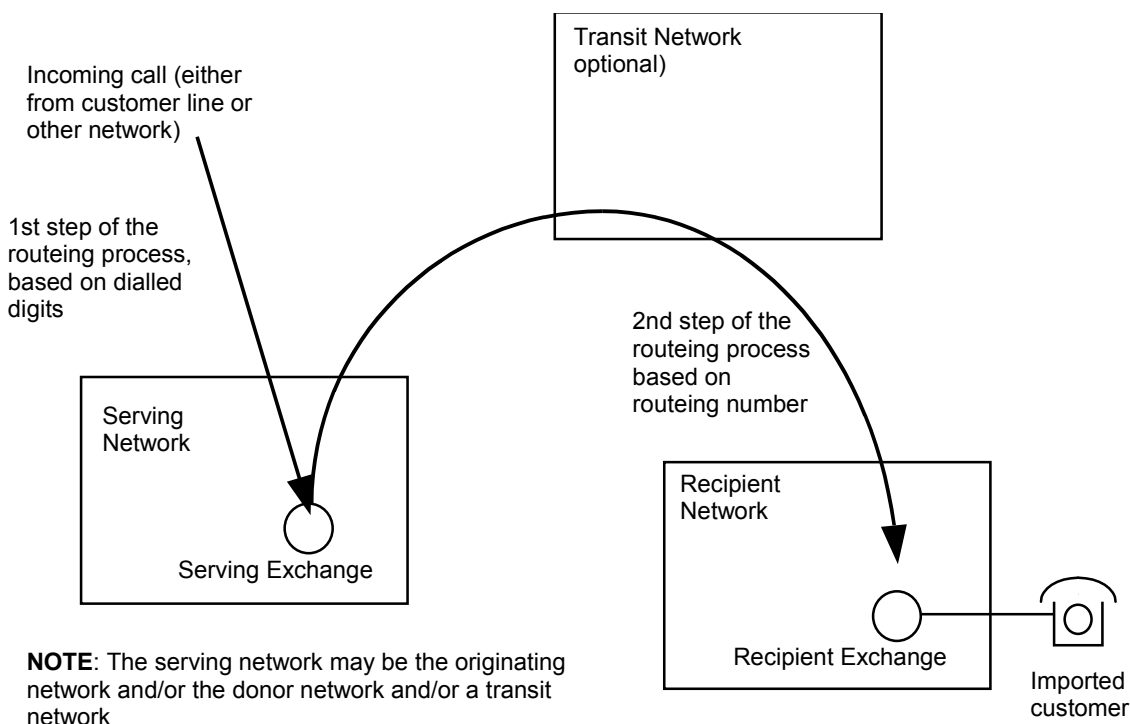 Transit Network
optional)
Incoming call (either
from customer line or
other network)
1st step of the
routeing process,
based on dialled
digits
2nd step of the
routeing process
based on
routeing number
Serving
Network
Serving Exchange
Recipient
Network
Recipient Exchange
Imported
customer
NOTE: The serving network may be the originating
network and/or the donor network and/or a transit
network